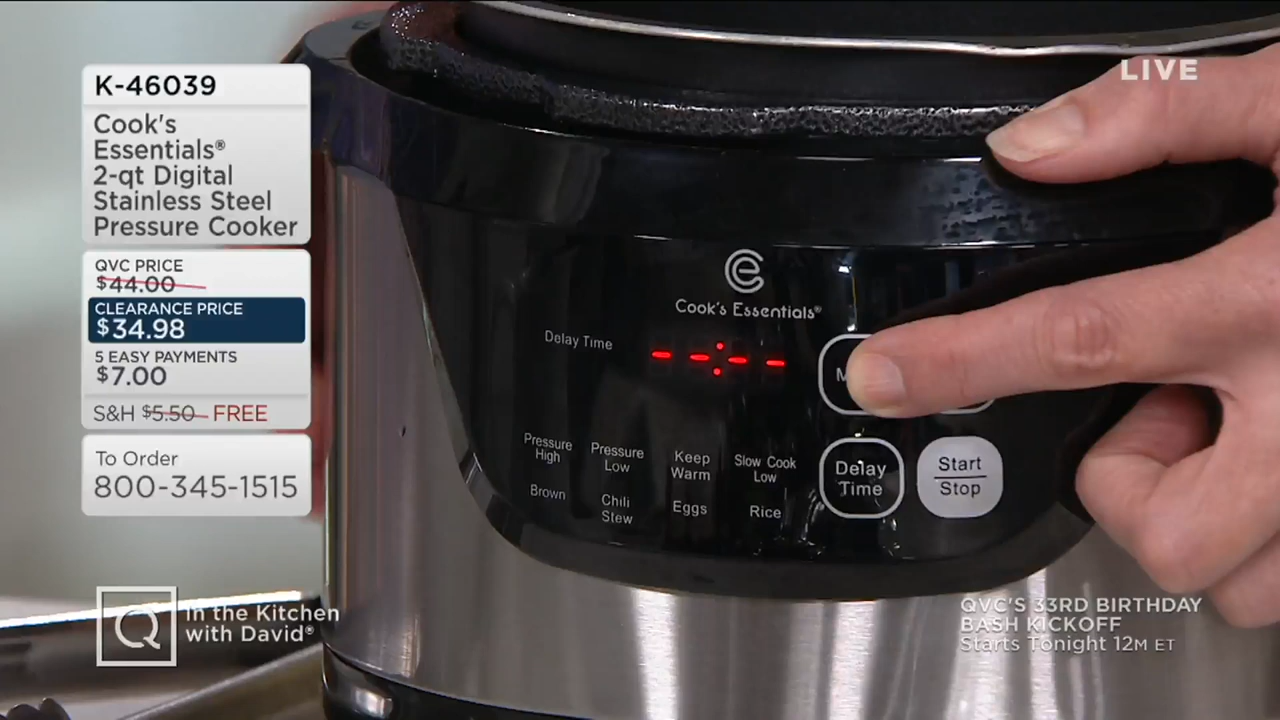 K-46039
Cook's
Essentials®
2-qt Digital
Stainless Steel
Pressure Cooker
QVC PRICE
$44.00
CLEARANCE PRICE
$34.98
5 EASY PAYMENTS
$7.00
S&H $5.50 FREE
To Order
800-345-1515
Q
In the Kitchen
with David®
LIVE
Cook's Essentials®
Delay Time
--:--
Pressure
High
Pressure
Low
Keep
Warm
Slow Cook
Low
Brown
Chili
Stew
Eggs
Rice
Delay
Time
Start
Stop
QVC'S 33RD BIRTHDAY
BASH KICKOFF
Starts Tonight 12M ET